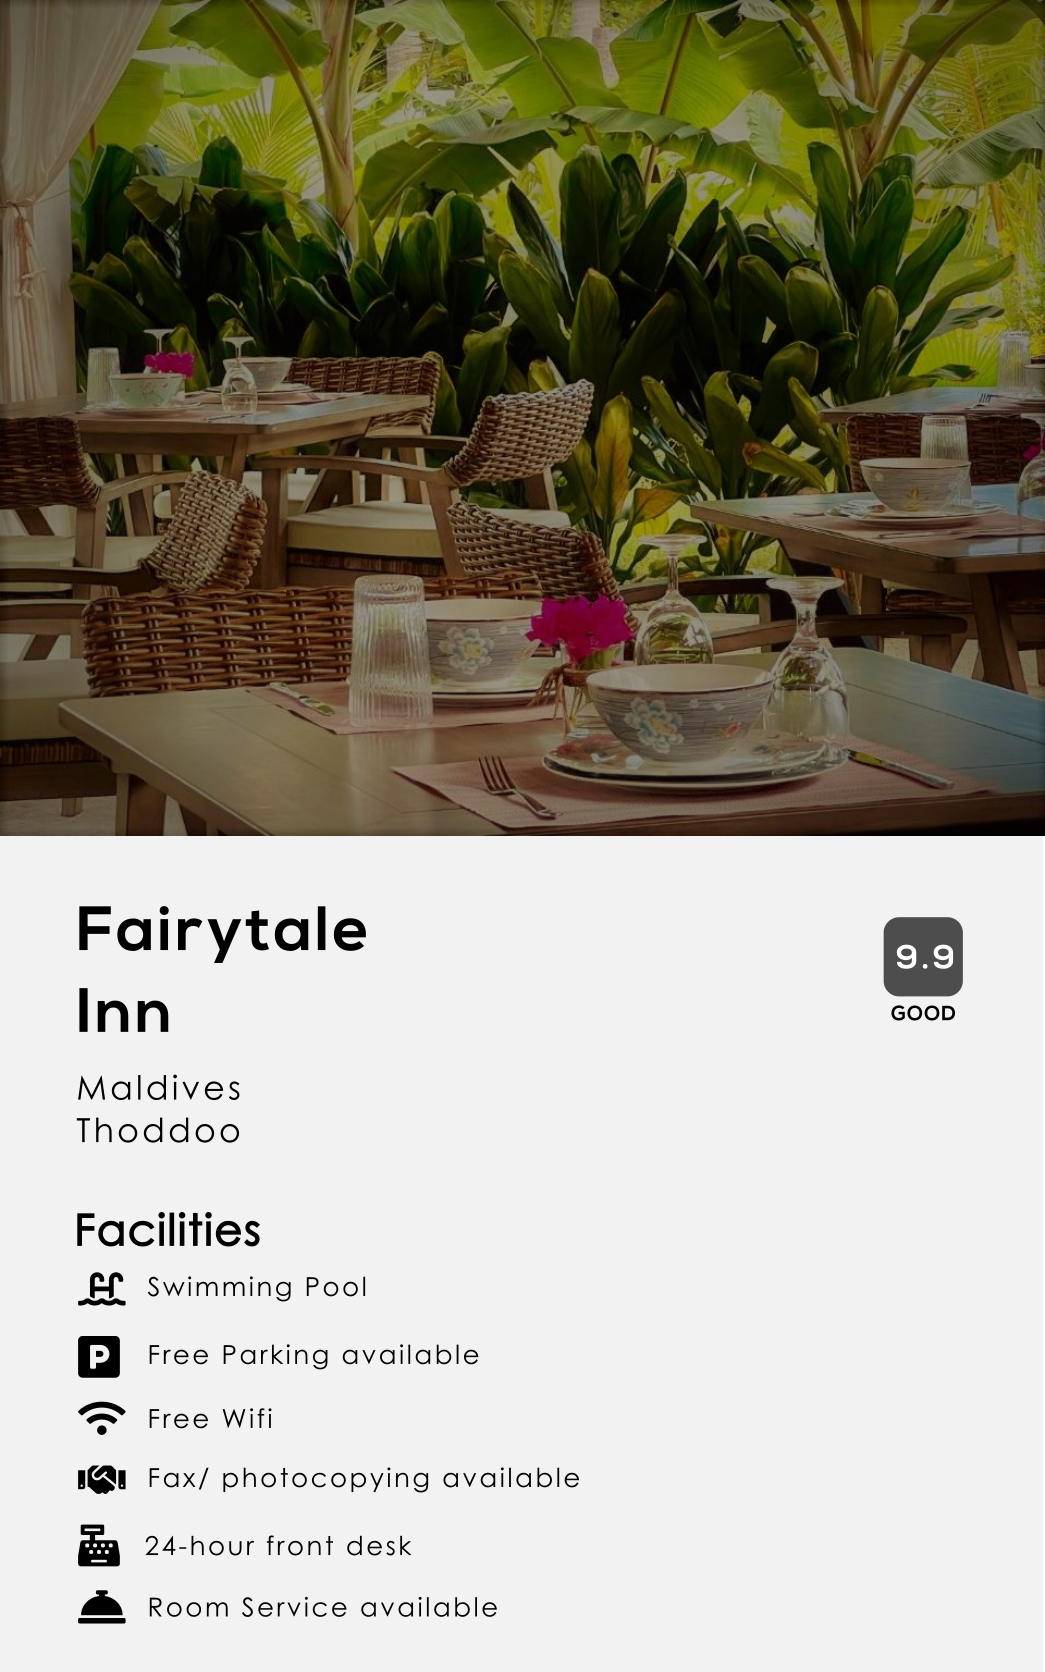 Fairytale
Inn
9.9
GOOD
Maldives
Thoddoo
Facilities
Swimming Pool
P Free Parking available
Free Wifi
Fax/ photocopying available
24-hour front desk
Room Service available